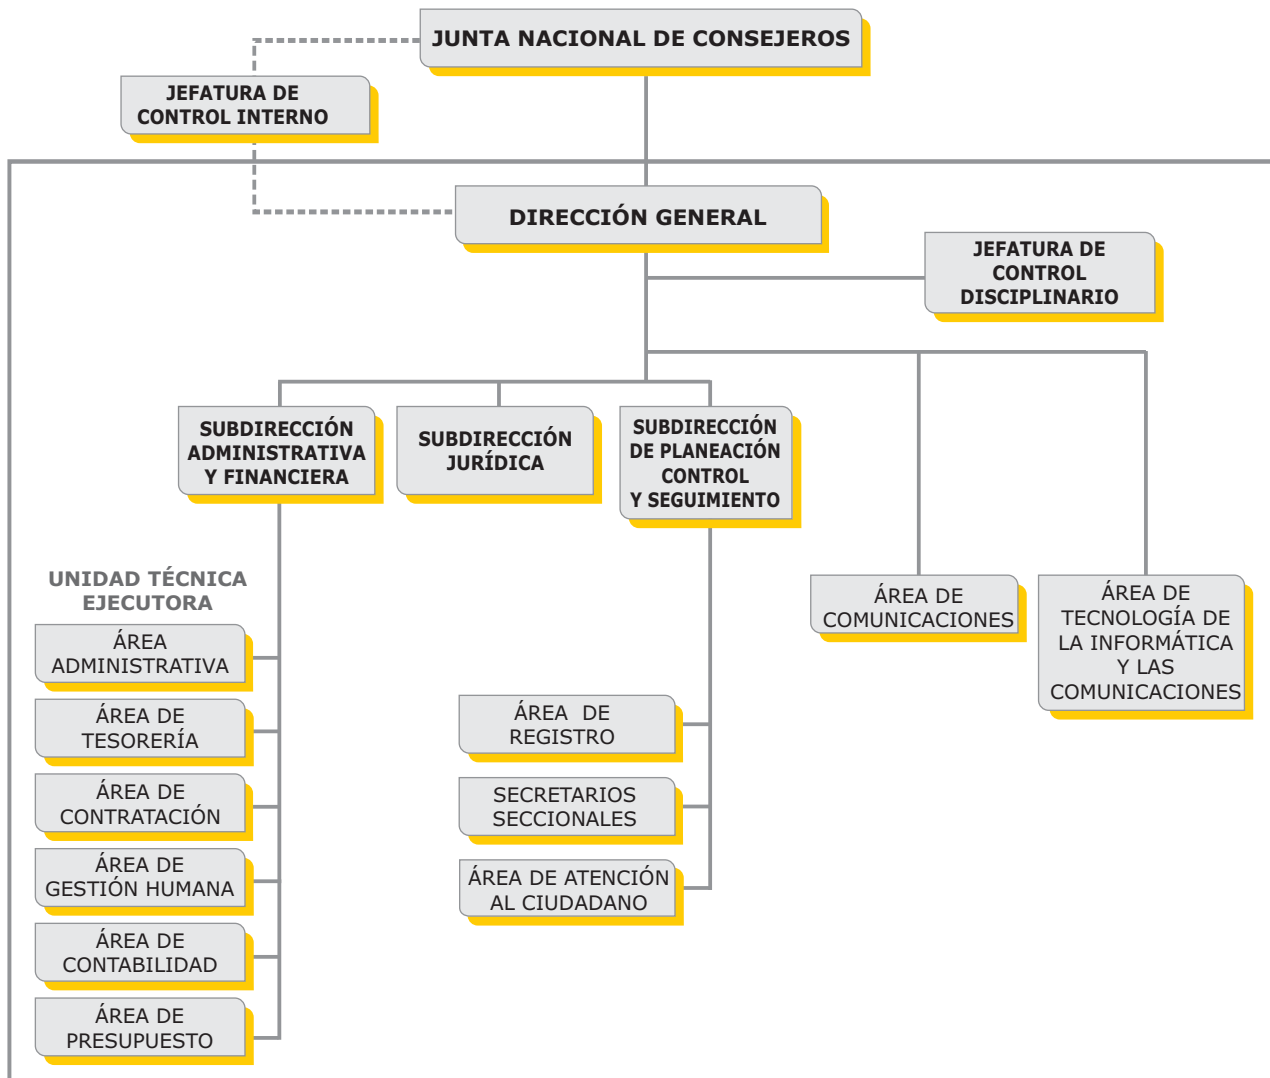 JUNTA NACIONAL DE CONSEJEROS
JEFATURA DE
CONTROL INTERNO
DIRECCIÓN GENERAL
JEFATURA DE
CONTROL
DISCIPLINARIO
SUBDIRECCIÓN
ADMINISTRATIVA
Y FINANCIERA
SUBDIRECCIÓN
JURÍDICA
SUBDIRECCIÓN
DE PLANEACIÓN
CONTROL
Y SEGUIMIENTO
UNIDAD TÉCNICA
EJECUTORA
ÁREA
ADMINISTRATIVA
ÁREA DE
TESORERÍA
ÁREA DE
CONTRATACIÓN
ÁREA DE
GESTIÓN HUMANA
ÁREA DE
CONTABILIDAD
ÁREA DE
PRESUPUESTO
ÁREA DE
REGISTRO
SECRETARIOS
SECCIONALES
ÁREA DE ATENCIÓN
AL CIUDADANO
ÁREA DE
COMUNICACIONES
ÁREA DE
TECNOLOGÍA DE
LA INFORMÁTICA
Y LAS
COMUNICACIONES